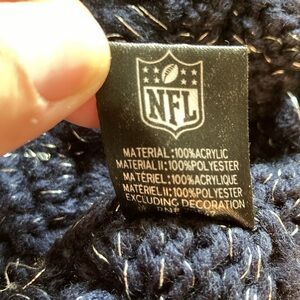 NFL
MATERIAL:100%ACRYLIC
MATERIAL II:100%POLYESTER
MATÉRIEL:100%ACRYLIQUE
MATÉRIEL II:100%POLYESTER
EXCLUDING DECORATION